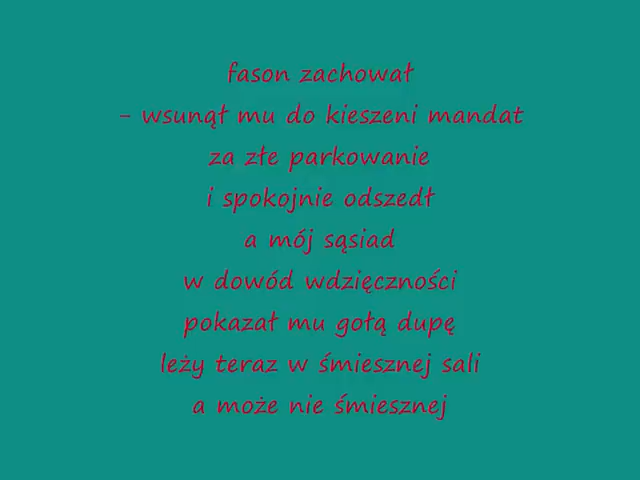 fason zachował
- wsunął mu do kieszeni mandat
za złe parkowanie
i spokojnie odszedł
a mój sąsiad
w dowód wdzięczności
pokazał mu gołą dupę
leży teraz w śmiesznej sali
a może nie śmiesznej